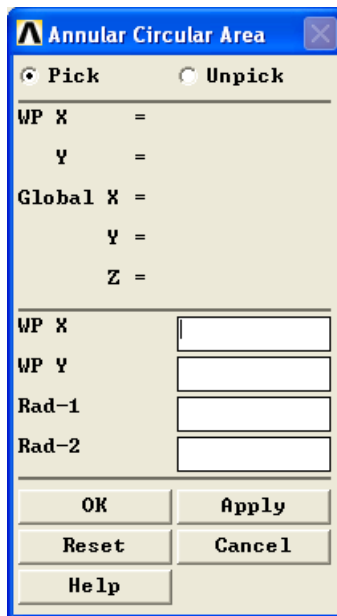 Annular Circular Area
Pick Unpick
WP X =
Y =
Global X =
Y =
Z =
WP X
WP Y
Rad-1
Rad-2
OK Apply
Reset Cancel
Help